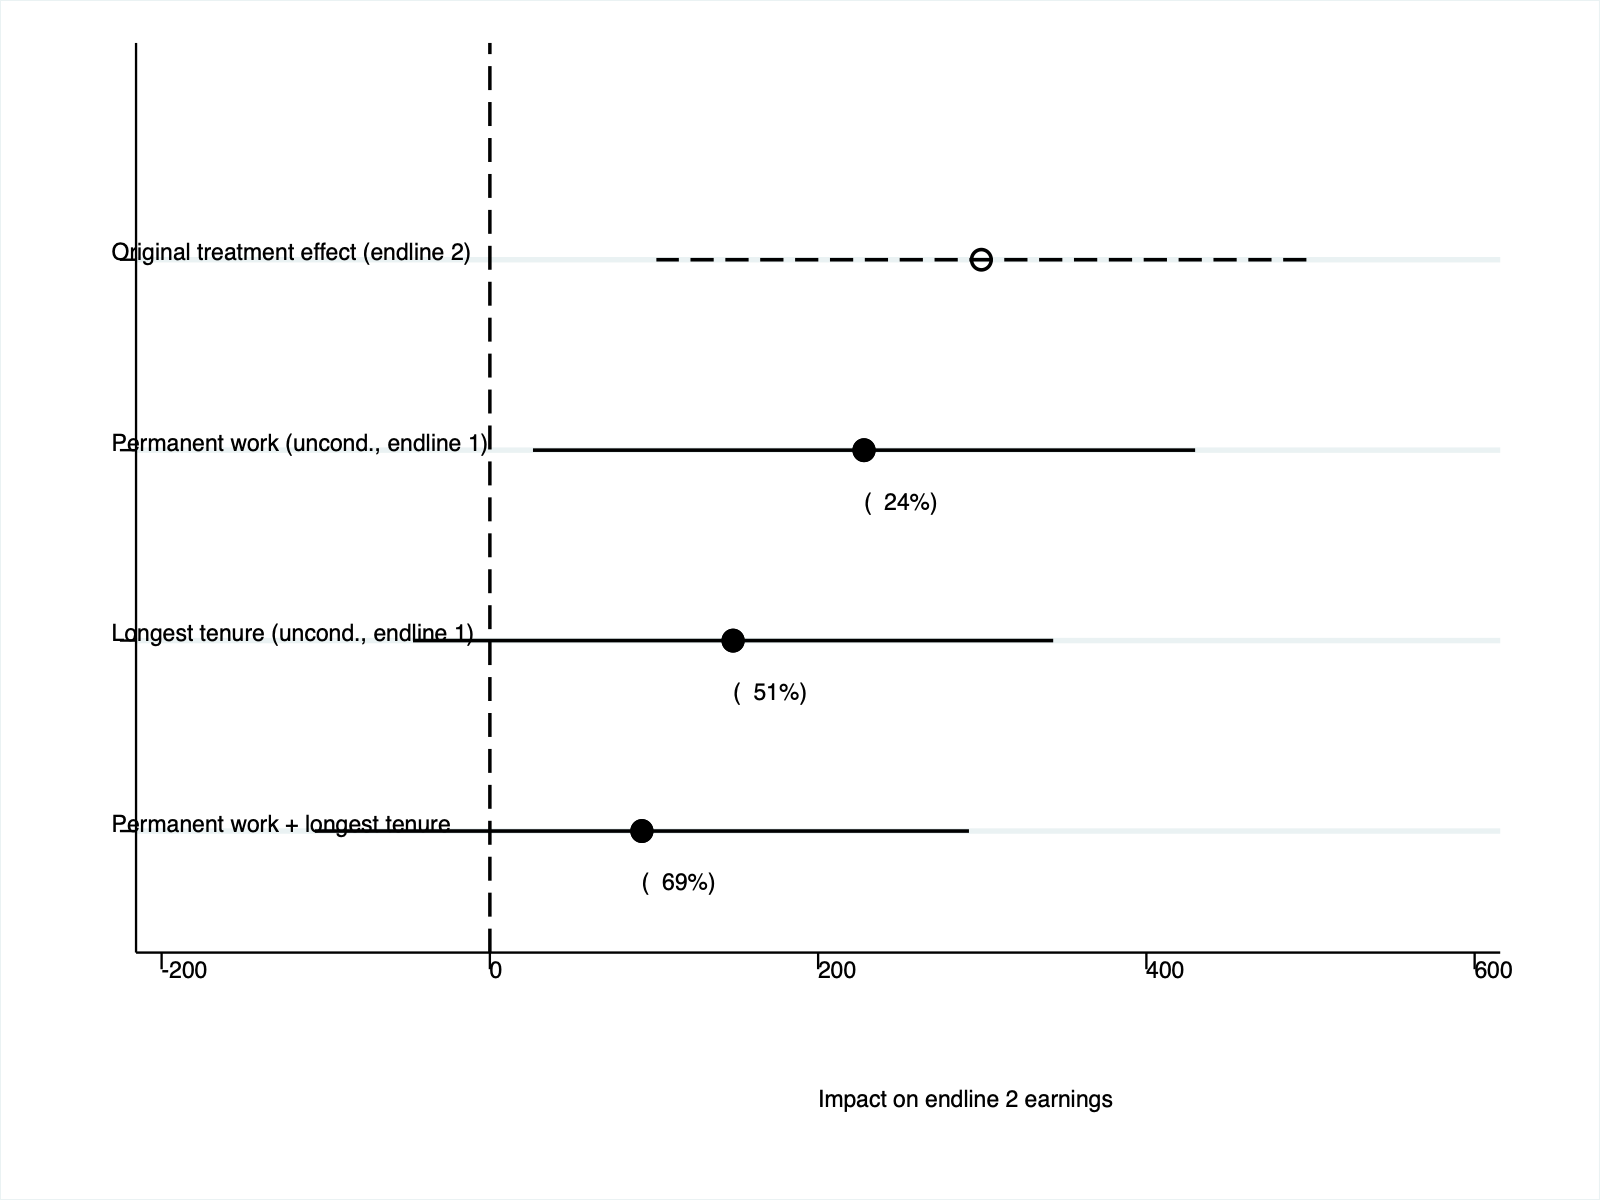 Original treatment effect (endline 2)
Permanent work (uncond., endline 1)
( 24%)
Longest tenure (uncond., endline 1)
( 51%)
Permanent work + longest tenure
( 69%)
-200 0 200 400 600
Impact on endline 2 earnings